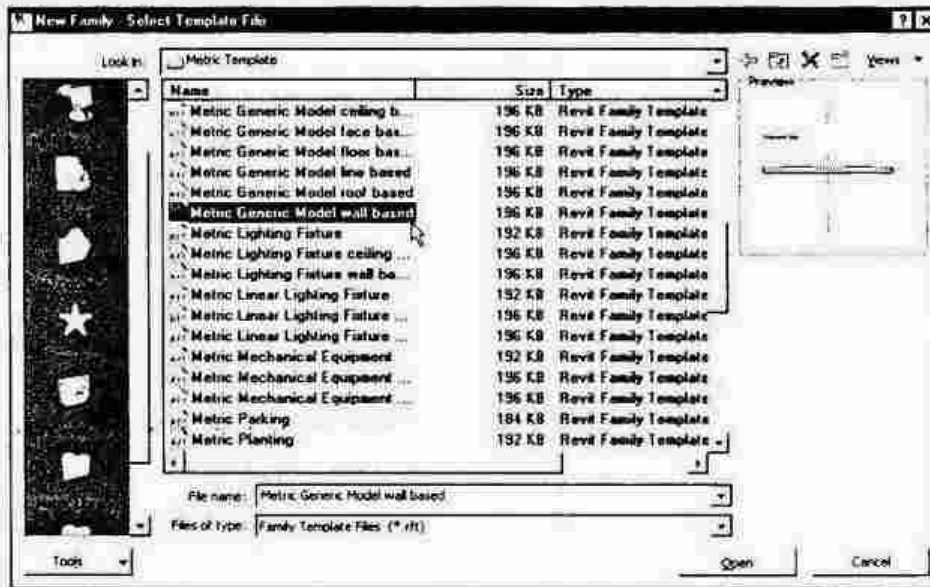 New Family - Select Template File
Look in: Metric Template Views
Preview
Name Size Type
Metric Generic Model ceiling b... 196 KB Revit Family Template
Metric Generic Model face bas... 196 KB Revit Family Template
Metric Generic Model floor bas... 196 KB Revit Family Template
Metric Generic Model line based 196 KB Revit Family Template
Metric Generic Model roof based 196 KB Revit Family Template
Metric Generic Model wall based 196 KB Revit Family Template
Metric Lighting Fixture 192 KB Revit Family Template
Metric Lighting Fixture ceiling ... 196 KB Revit Family Template
Metric Lighting Fixture wall ba... 196 KB Revit Family Template
Metric Linear Lighting Fixture 192 KB Revit Family Template
Metric Linear Lighting Fixture ... 196 KB Revit Family Template
Metric Linear Lighting Fixture ... 196 KB Revit Family Template
Metric Mechanical Equipment 192 KB Revit Family Template
Metric Mechanical Equipment ... 196 KB Revit Family Template
Metric Mechanical Equipment ... 196 KB Revit Family Template
Metric Parking 184 KB Revit Family Template
Metric Planting 192 KB Revit Family Template
File name: Metric Generic Model wall based
Files of type: Family Template Files (*.rft)
Tools Open Cancel